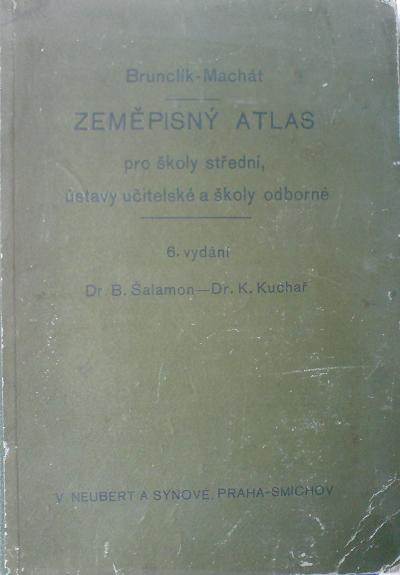 Brunclík-Machát
ZEMĚPISNÝ ATLAS
pro školy střední,
ústavy učitelské a školy odborné
6. vydání
Dr. B. Šalamon—Dr. K. Kuchař
V. NEUBERT A SYNOVÉ, PRAHA-SMÍCHOV